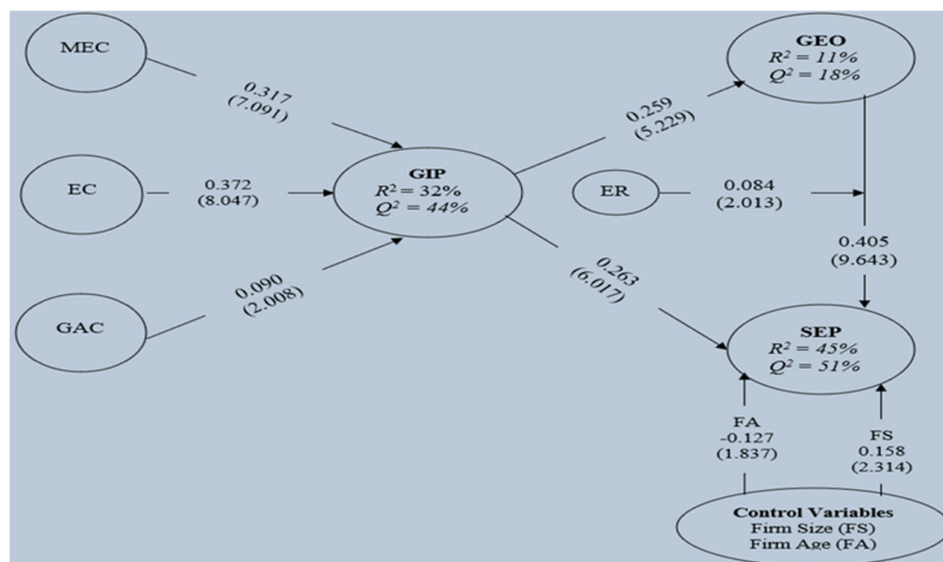 MEC
0.317
(7.091)
EC
0.372
(8.047)
GAC
0.090
(2.008)
GIP
R² = 32%
Q² = 44%
0.259
(5.229)
GEO
R² = 11%
Q² = 18%
ER
0.084
(2.013)
0.405
(9.643)
0.263
(6.017)
SEP
R² = 45%
Q² = 51%
FA
-0.127
(1.837)
FS
0.158
(2.314)
Control Variables
Firm Size (FS)
Firm Age (FA)